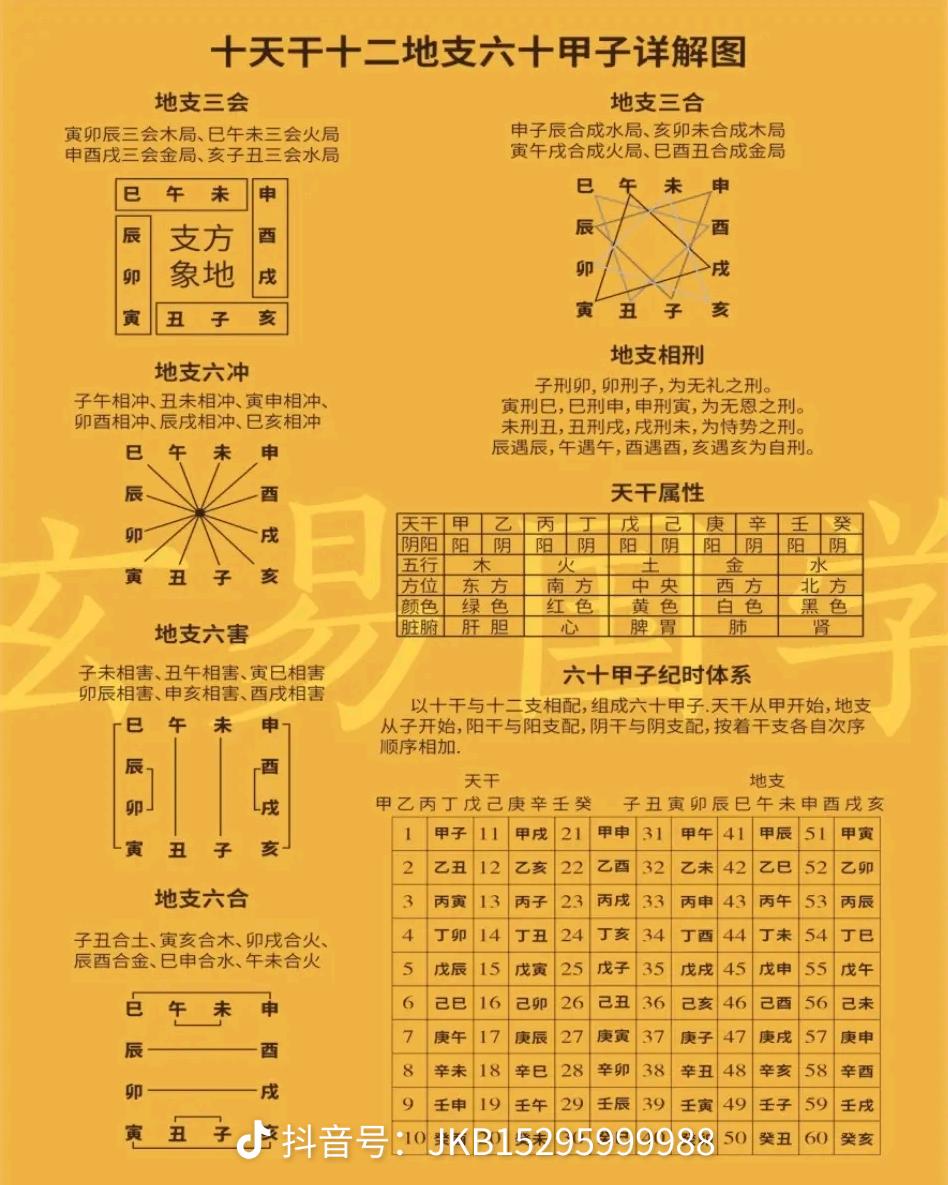 十天干十二地支六十甲子详解图
地支三会
寅卯辰三会木局、巳午未三会火局
申酉戌三会金局、亥子丑三会水局
巳 午 未 申
辰 支方 酉
卯 象地 戌
寅 丑 子 亥
地支六冲
子午相冲、丑未相冲、寅申相冲、
卯酉相冲、辰戌相冲、巳亥相冲
巳 午 未 申
辰 酉
卯 戌
寅 丑 子 亥
地支六害
子未相害、丑午相害、寅巳相害
卯辰相害、申亥相害、酉戌相害
巳 午 未 申
辰 酉
卯 戌
寅 丑 子 亥
地支六合
子丑合土、寅亥合木、卯戌合火、
辰酉合金、巳申合水、午未合火
巳 午 未 申
辰 酉
卯 戌
寅 丑 子 亥
地支三合
申子辰合成水局、亥卯未合成木局
寅午戌合成火局、巳酉丑合成金局
巳 午 未 申
辰 酉
卯 戌
寅 丑 子 亥
地支相刑
子刑卯,卯刑子,为无礼之刑。
寅刑巳,巳刑申,申刑寅,为无恩之刑。
未刑丑,丑刑戌,戌刑未,为恃势之刑。
辰遇辰,午遇午,酉遇酉,亥遇亥为自刑。
天干属性
天干 甲 乙 丙 丁 戊 己 庚 辛 壬 癸
阴阳 阳 阴 阳 阴 阳 阴 阳 阴 阳 阴
五行 木 火 土 金 水
方位 东方 南方 中央 西方 北方
颜色 绿色 红色 黄色 白色 黑色
脏腑 肝胆 心 脾胃 肺 肾
六十甲子纪时体系
以十干与十二支相配,组成六十甲子.天干从甲开始,地支
从子开始,阳干与阳支配,阴干与阴支配,按着干支各自次序
顺序相加.
天干 地支
甲乙丙丁戊己庚辛壬癸 子丑寅卯辰巳午未申酉戌亥
1 甲子 11 甲戌 21 甲申 31 甲午 41 甲辰 51 甲寅
2 乙丑 12 乙亥 22 乙酉 32 乙未 42 乙巳 52 乙卯
3 丙寅 13 丙子 23 丙戌 33 丙申 43 丙午 53 丙辰
4 丁卯 14 丁丑 24 丁亥 34 丁酉 44 丁未 54 丁巳
5 戊辰 15 戊寅 25 戊子 35 戊戌 45 戊申 55 戊午
6 己巳 16 己卯 26 己丑 36 己亥 46 己酉 56 己未
7 庚午 17 庚辰 27 庚寅 37 庚子 47 庚戌 57 庚申
8 辛未 18 辛巳 28 辛卯 38 辛丑 48 辛亥 58 辛酉
9 壬申 19 壬午 29 壬辰 39 壬寅 49 壬子 59 壬戌
10 50 癸丑 60 癸亥
抖音号：JKB15295999988
玄易国学